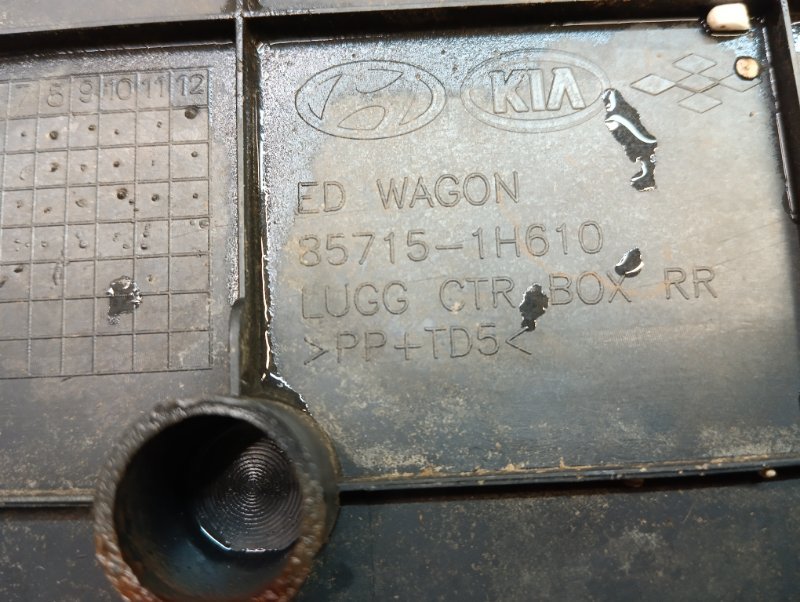 7 8 9 10 11 12
KIA
ED WAGON
85715-1H610
LUGG CTR BOX RR
>PP+TD5<